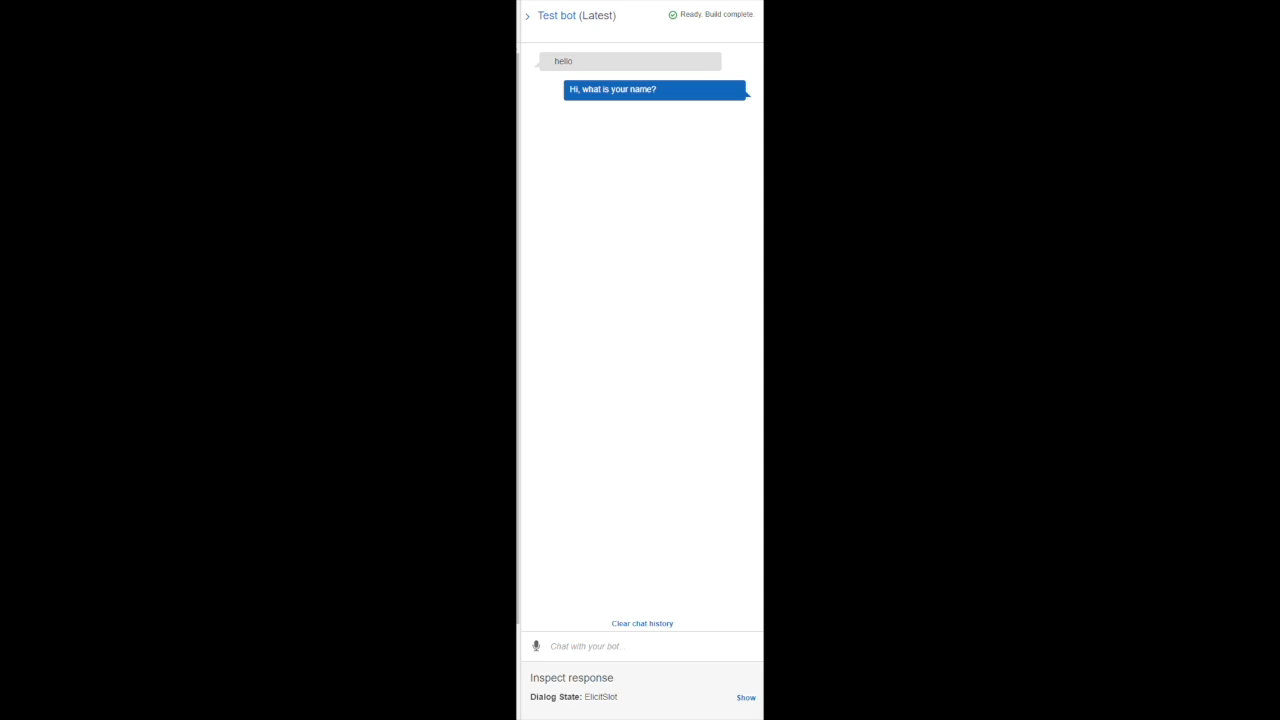 Test bot (Latest)
Ready. Build complete.
hello
Hi, what is your name?
Clear chat history
Chat with your bot...
Inspect response
Dialog State: ElicitSlot
Show